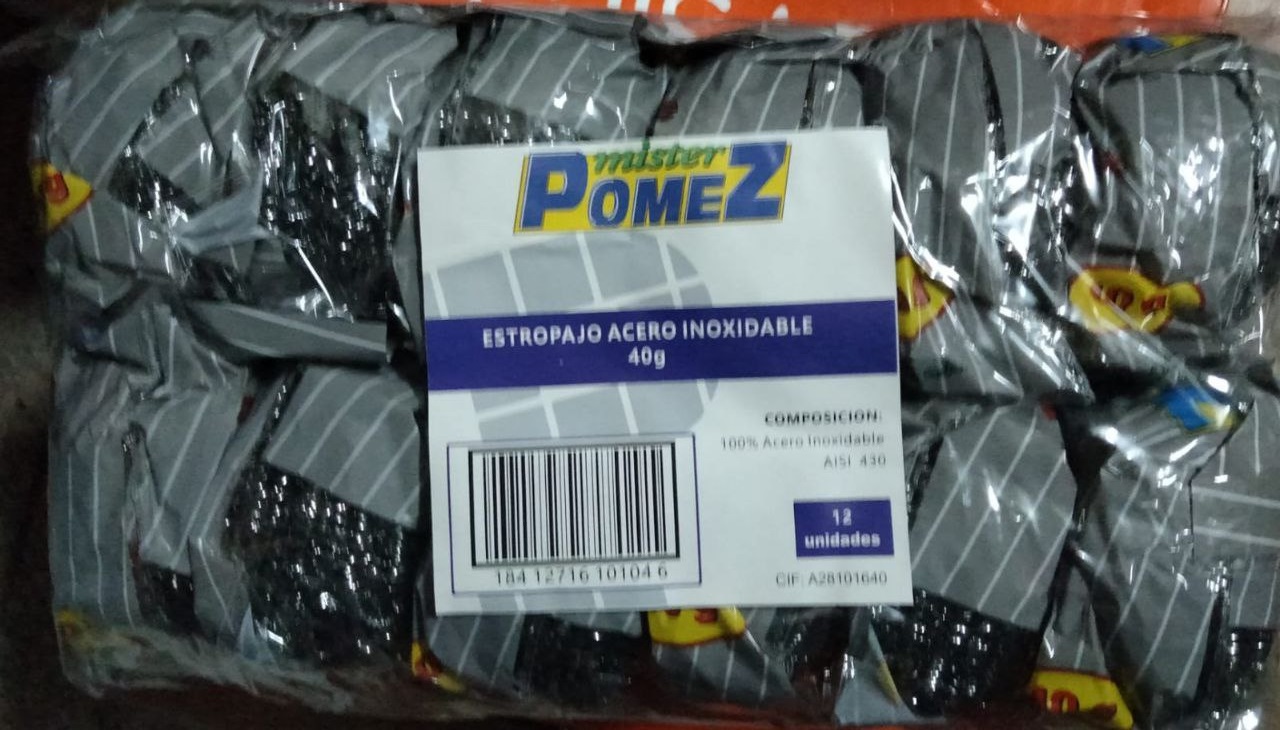 mister
POMEZ
ESTROPAJO ACERO INOXIDABLE
40g
COMPOSICION:
100% Acero Inoxidable
AISI 430
12
unidades
184 12716 10104 6
CIF: A28101640